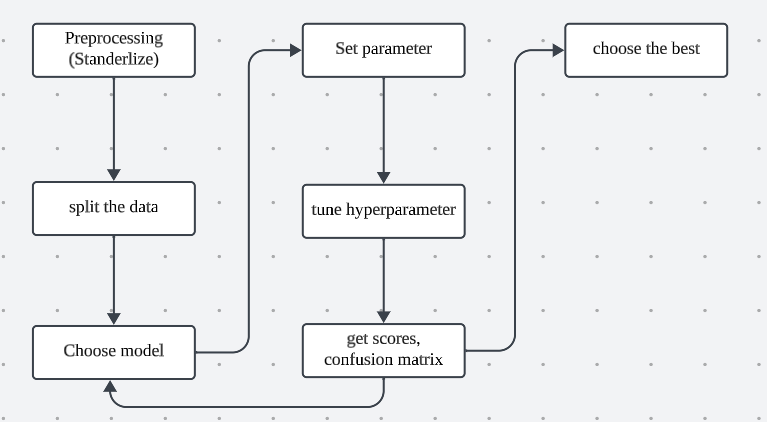 Preprocessing
(Standerlize)
split the data
Choose model
Set parameter
tune hyperparameter
get scores,
confusion matrix
choose the best